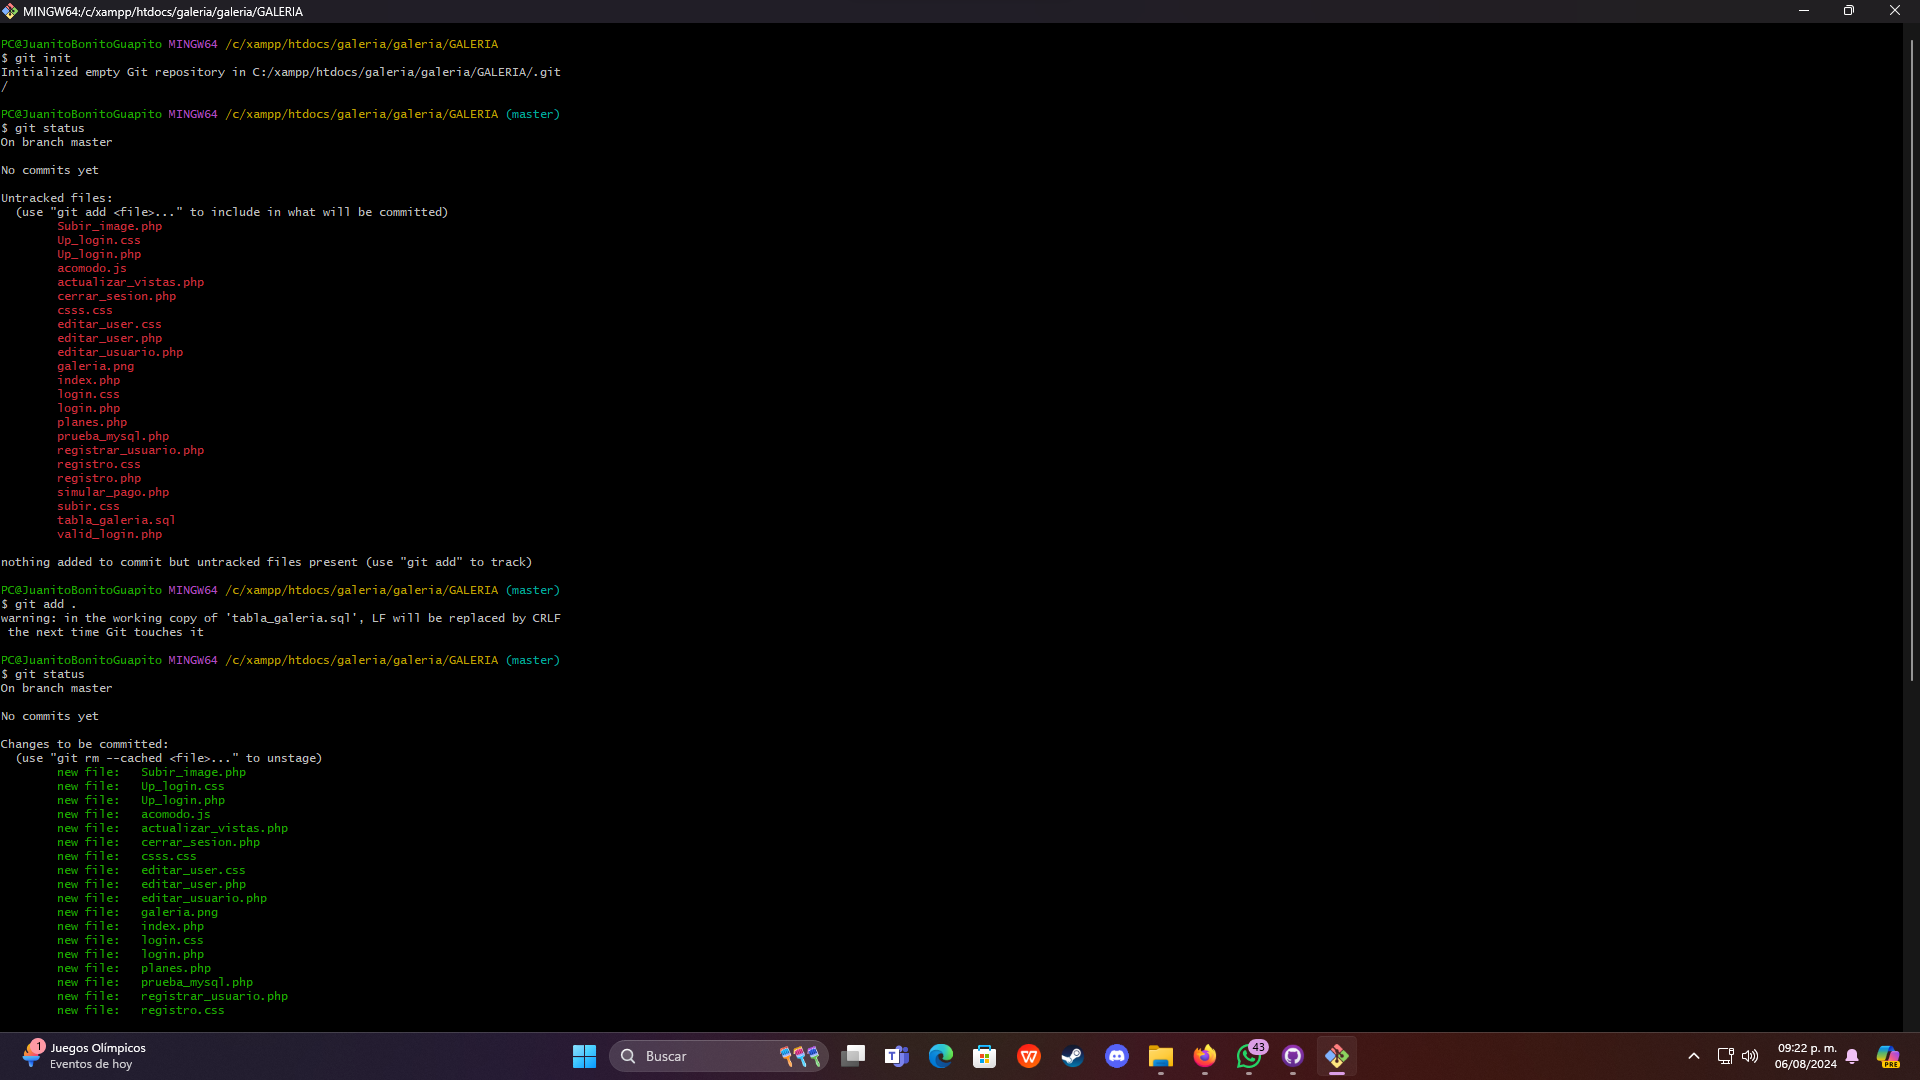 MINGW64:/c/xampp/htdocs/galeria/galeria/GALERIA
PC@JuanitoBonitoGuapito MINGW64 /c/xampp/htdocs/galeria/galeria/GALERIA
$ git init
Initialized empty Git repository in C:/xampp/htdocs/galeria/galeria/GALERIA/.git
/
PC@JuanitoBonitoGuapito MINGW64 /c/xampp/htdocs/galeria/galeria/GALERIA (master)
$ git status
On branch master
No commits yet
Untracked files:
(use "git add <file>..." to include in what will be committed)
Subir_image.php
Up_login.css
Up_login.php
acomodo.js
actualizar_vistas.php
cerrar_sesion.php
csss.css
editar_user.css
editar_user.php
editar_usuario.php
galeria.png
index.php
login.css
login.php
planes.php
prueba_mysql.php
registrar_usuario.php
registro.css
registro.php
simular_pago.php
subir.css
tabla_galeria.sql
valid_login.php
nothing added to commit but untracked files present (use "git add" to track)
PC@JuanitoBonitoGuapito MINGW64 /c/xampp/htdocs/galeria/galeria/GALERIA (master)
$ git add .
warning: in the working copy of 'tabla_galeria.sql', LF will be replaced by CRLF
the next time Git touches it
PC@JuanitoBonitoGuapito MINGW64 /c/xampp/htdocs/galeria/galeria/GALERIA (master)
$ git status
On branch master
No commits yet
Changes to be committed:
(use "git rm --cached <file>..." to unstage)
new file:   Subir_image.php
new file:   Up_login.css
new file:   Up_login.php
new file:   acomodo.js
new file:   actualizar_vistas.php
new file:   cerrar_sesion.php
new file:   csss.css
new file:   editar_user.css
new file:   editar_user.php
new file:   editar_usuario.php
new file:   galeria.png
new file:   index.php
new file:   login.css
new file:   login.php
new file:   planes.php
new file:   prueba_mysql.php
new file:   registrar_usuario.php
new file:   registro.css
1
Juegos Olímpicos
Eventos de hoy
Buscar
43
09:22 p. m.
06/08/2024
PRE